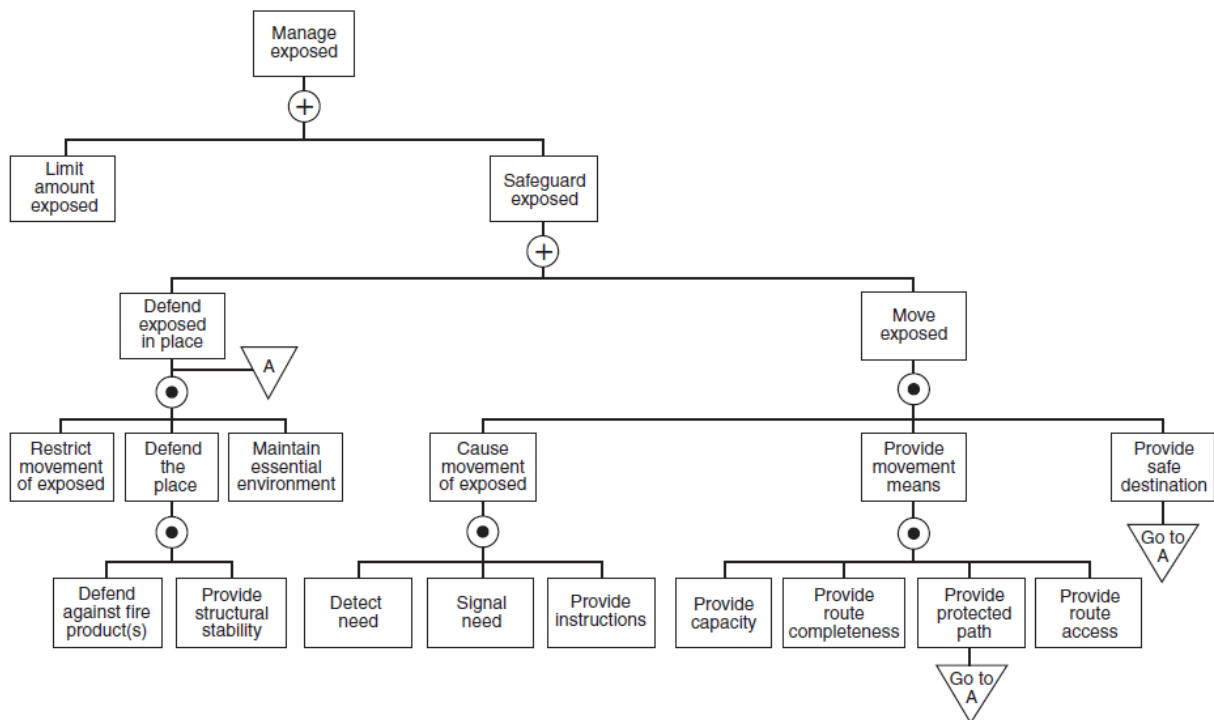 Manage
exposed
+
Limit
amount
exposed
Safeguard
exposed
+
Defend
exposed
in place
A
Move
exposed
Restrict
movement
of exposed
Defend
the
place
Maintain
essential
environment
Cause
movement
of exposed
Provide
movement
means
Provide
safe
destination
Defend
against fire
product(s)
Provide
structural
stability
Detect
need
Signal
need
Provide
instructions
Provide
capacity
Provide
route
completeness
Provide
protected
path
Provide
route
access
Go to
A
Go to
A